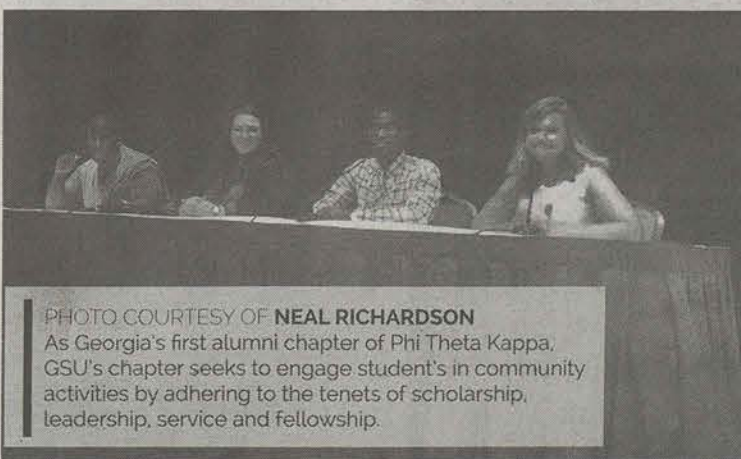 PHOTO COURTESY OF NEAL RICHARDSON
As Georgia's first alumni chapter of Phi Theta Kappa,
GSU's chapter seeks to engage student's in community
activities by adhering to the tenets of scholarship,
leadership, service and fellowship.